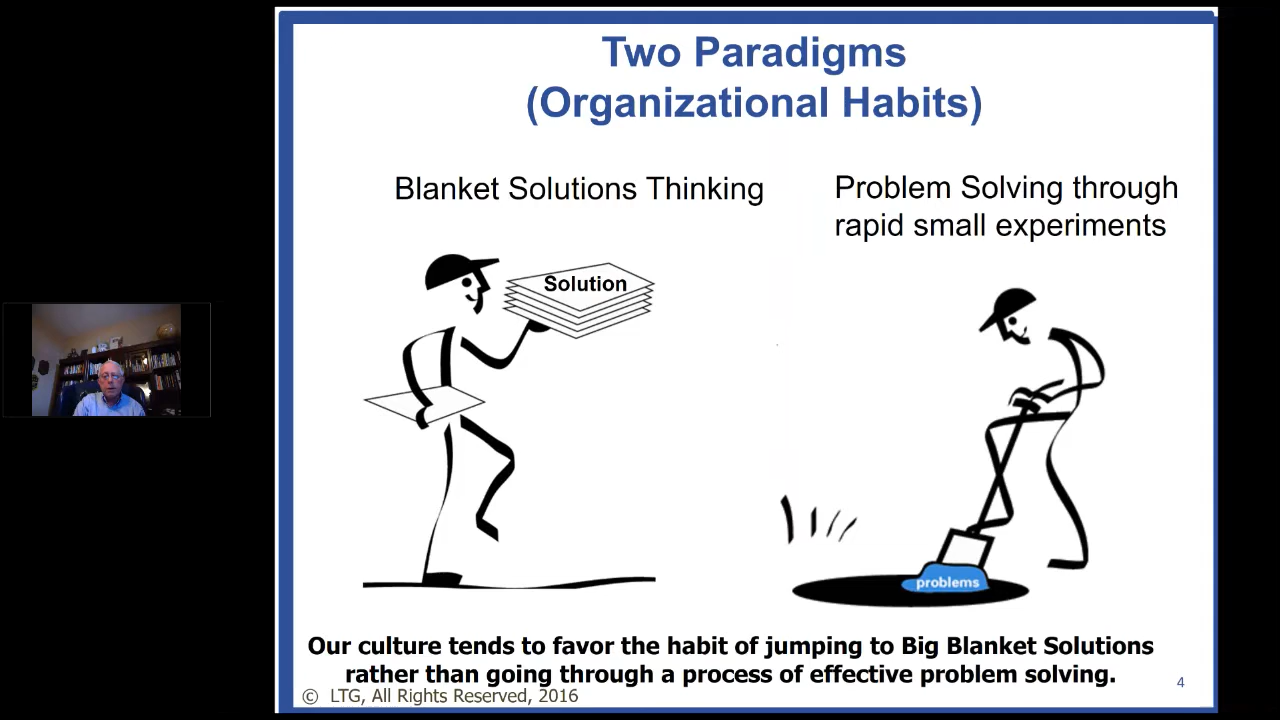 Two Paradigms
(Organizational Habits)
Blanket Solutions Thinking
Problem Solving through
rapid small experiments
Solution
problems
Our culture tends to favor the habit of jumping to Big Blanket Solutions
rather than going through a process of effective problem solving.
© LTG, All Rights Reserved, 2016
4